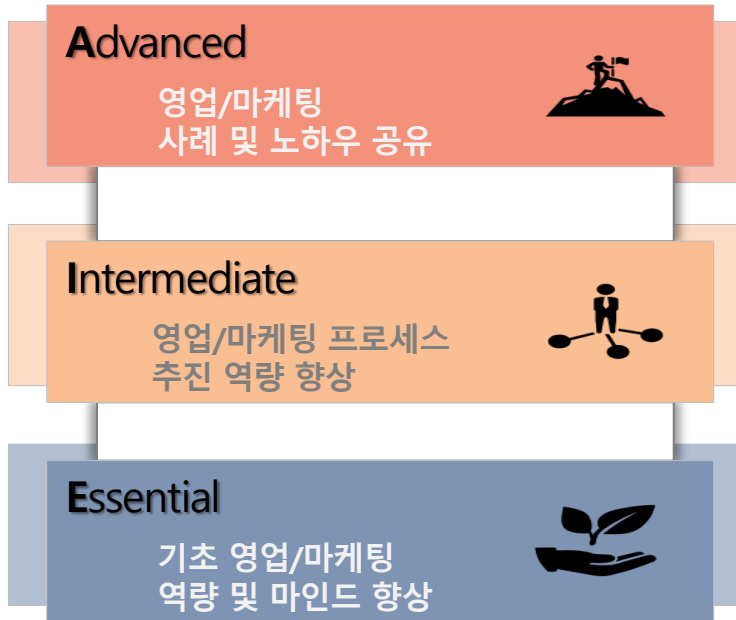 Advanced
영업/마케팅
사례 및 노하우 공유
Intermediate
영업/마케팅 프로세스
추진 역량 향상
Essential
기초 영업/마케팅
역량 및 마인드 향상